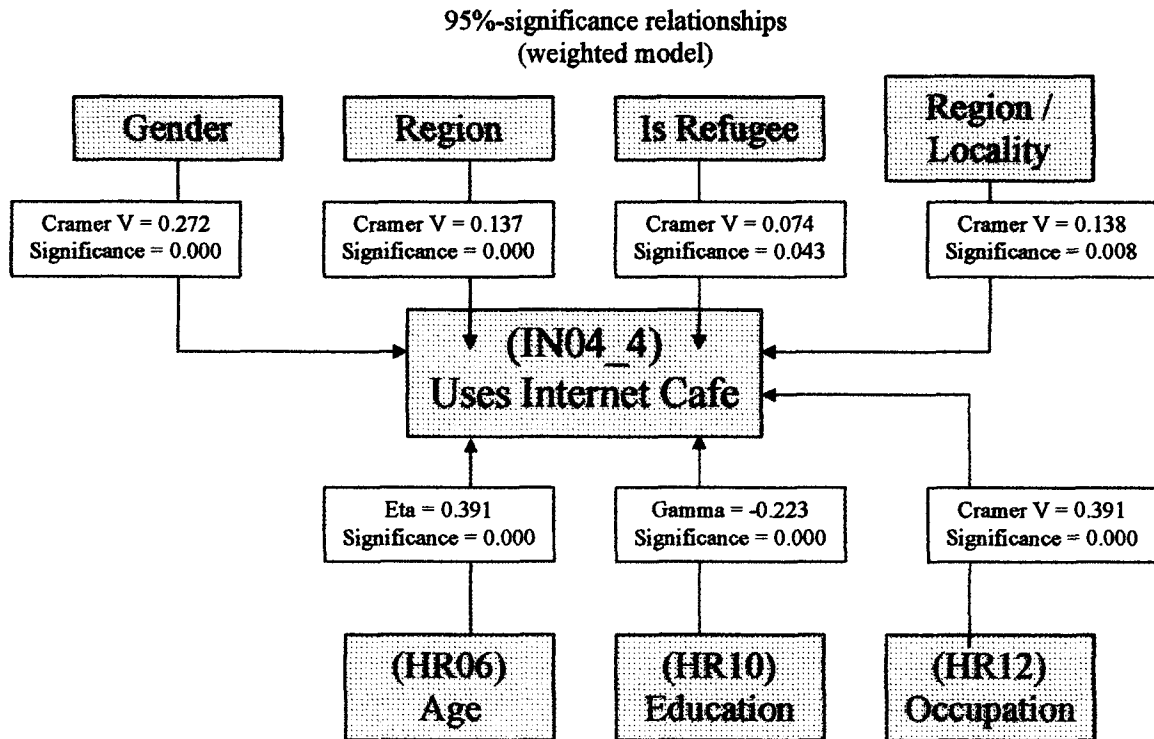 95%-significance relationships
(weighted model)
Gender
Region
Is Refugee
Region /
Locality
Cramer V = 0.272
Significance = 0.000
Cramer V = 0.137
Significance = 0.000
Cramer V = 0.074
Significance = 0.043
Cramer V = 0.138
Significance = 0.008
(IN04_4)
Uses Internet Cafe
Eta = 0.391
Significance = 0.000
Gamma = -0.223
Significance = 0.000
Cramer V = 0.391
Significance = 0.000
(HR06)
Age
(HR10)
Education
(HR12)
Occupation